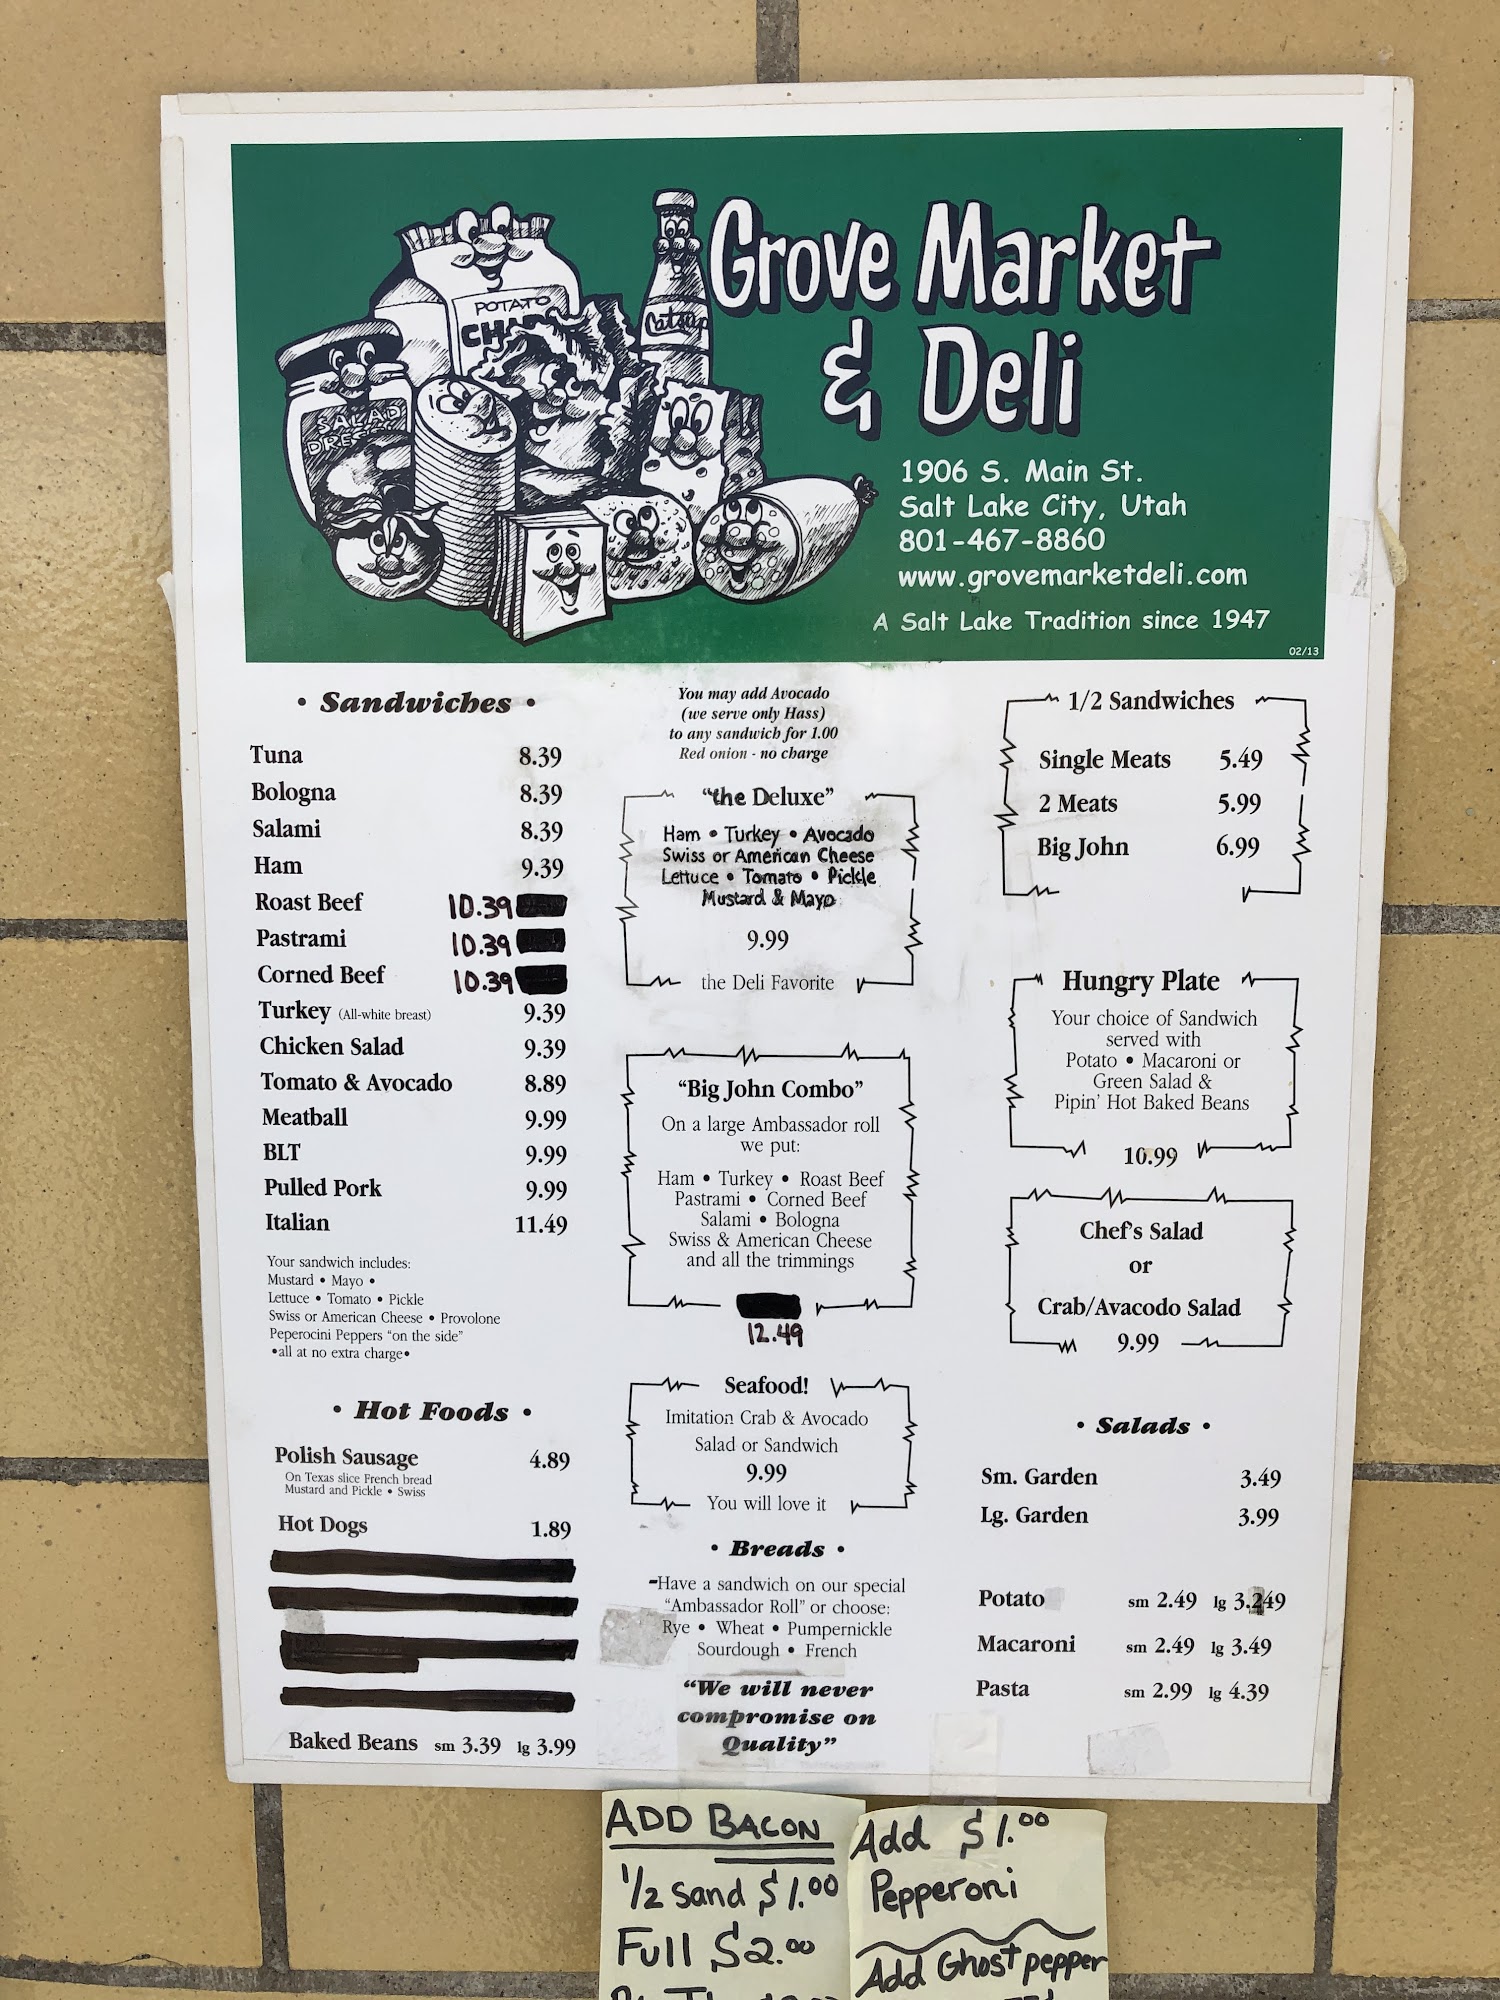 POTATO
Catsup
SALAD
Grove Market
& Deli
1906 S. Main St.
Salt Lake City, Utah
801-467-8860
www.grovemarketdeli.com
A Salt Lake Tradition since 1947
02/13
• Sandwiches •
Tuna 8.39
Bologna 8.39
Salami 8.39
Ham 9.39
Roast Beef 10.39
Pastrami 10.39
Corned Beef 10.39
Turkey (All-white breast) 9.39
Chicken Salad 9.39
Tomato & Avocado 8.89
Meatball 9.99
BLT 9.99
Pulled Pork 9.99
Italian 11.49
Your sandwich includes:
Mustard • Mayo •
Lettuce • Tomato • Pickle
Swiss or American Cheese • Provolone
Peperocini Peppers "on the side"
•all at no extra charge•
• Hot Foods •
Polish Sausage 4.89
On Texas slice French bread
Mustard and Pickle • Swiss
Hot Dogs 1.89
Baked Beans sm 3.39 lg 3.99
You may add Avocado
(we serve only Hass)
to any sandwich for 1.00
Red onion - no charge
"the Deluxe"
Ham • Turkey • Avocado
Swiss or American Cheese
Lettuce • Tomato • Pickle
Mustard & Mayo
9.99
the Deli Favorite
"Big John Combo"
On a large Ambassador roll
we put:
Ham • Turkey • Roast Beef
Pastrami • Corned Beef
Salami • Bologna
Swiss & American Cheese
and all the trimmings
12.49
Seafood!
Imitation Crab & Avocado
Salad or Sandwich
9.99
You will love it
• Breads •
-Have a sandwich on our special
"Ambassador Roll" or choose:
Rye • Wheat • Pumpernickle
Sourdough • French
"We will never
compromise on
Quality"
1/2 Sandwiches
Single Meats 5.49
2 Meats 5.99
Big John 6.99
Hungry Plate
Your choice of Sandwich
served with
Potato • Macaroni or
Green Salad &
Pipin' Hot Baked Beans
10.99
Chef's Salad
or
Crab/Avacodo Salad
9.99
• Salads •
Sm. Garden 3.49
Lg. Garden 3.99
Potato sm 2.49 lg 3.249
Macaroni sm 2.49 lg 3.49
Pasta sm 2.99 lg 4.39
ADD BACON
1/2 Sand $1.00
Full $2.00
Add $1.00
Pepperoni
Add Ghost pepper